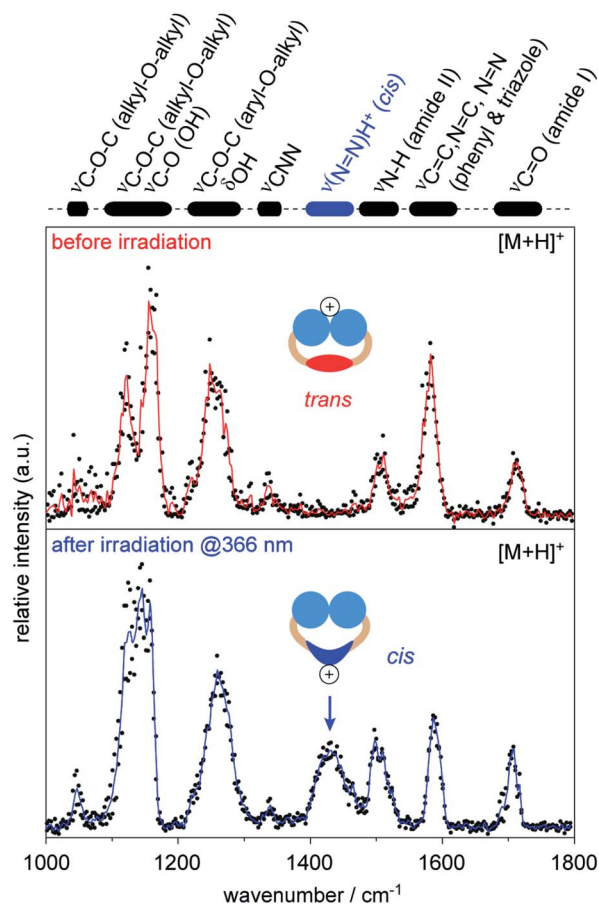 νC-O-C (alkyl-O-alkyl)
νC-O-C (alkyl-O-alkyl)
νC-O (OH)
νC-O-C (aryl-O-alkyl)
δOH
νCNN
ν(N=N)H⁺ (cis)
νN-H (amide II)
νC=C,N=C, N=N
(phenyl & triazole)
νC=O (amide I)
before irradiation
[M+H]⁺
+
trans
after irradiation @366 nm
[M+H]⁺
cis
+
relative intensity (a.u.)
1000 1200 1400 1600 1800
wavenumber / cm⁻¹